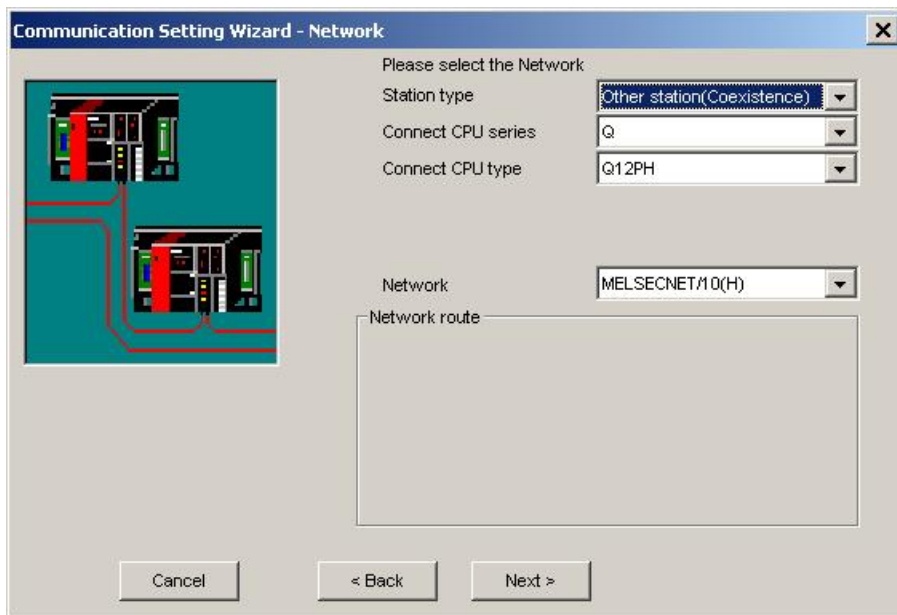 Communication Setting Wizard - Network
Please select the Network
Station type Other station(Coexistence)
Connect CPU series Q
Connect CPU type Q12PH
Network MELSECNET/10(H)
Network route
Cancel < Back Next >